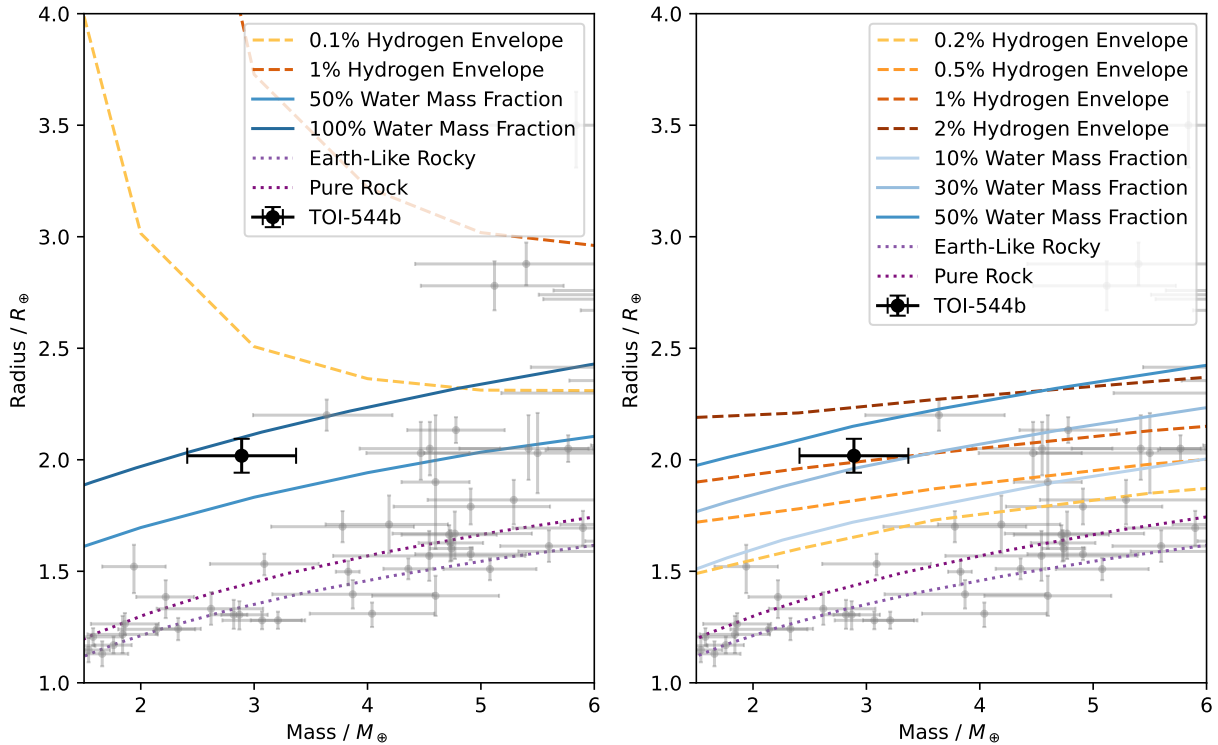 4.0
3.5
3.0
2.5
2.0
1.5
1.0
Radius / R⊕
2
3
4
5
6
Mass / M⊕
0.1% Hydrogen Envelope
1% Hydrogen Envelope
50% Water Mass Fraction
100% Water Mass Fraction
Earth-Like Rocky
Pure Rock
TOI-544b
4.0
3.5
3.0
2.5
2.0
1.5
1.0
Radius / R⊕
2
3
4
5
6
Mass / M⊕
0.2% Hydrogen Envelope
0.5% Hydrogen Envelope
1% Hydrogen Envelope
2% Hydrogen Envelope
10% Water Mass Fraction
30% Water Mass Fraction
50% Water Mass Fraction
Earth-Like Rocky
Pure Rock
TOI-544b